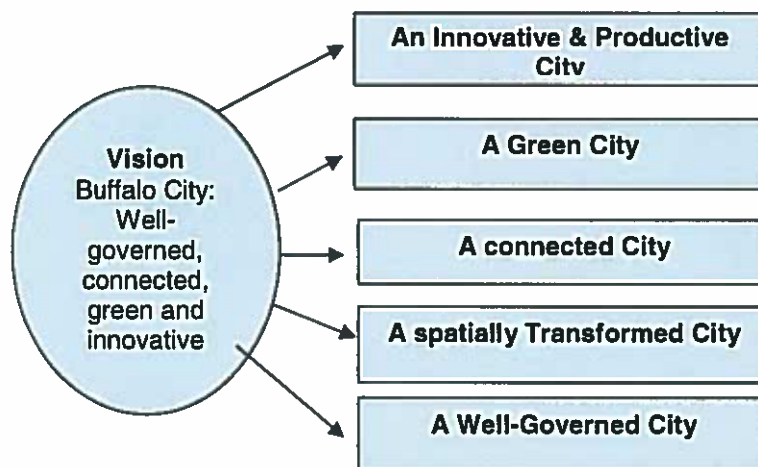 Vision
Buffalo City:
Well-
governed,
connected,
green and
innovative
An Innovative & Productive
City
A Green City
A connected City
A spatially Transformed City
A Well-Governed City